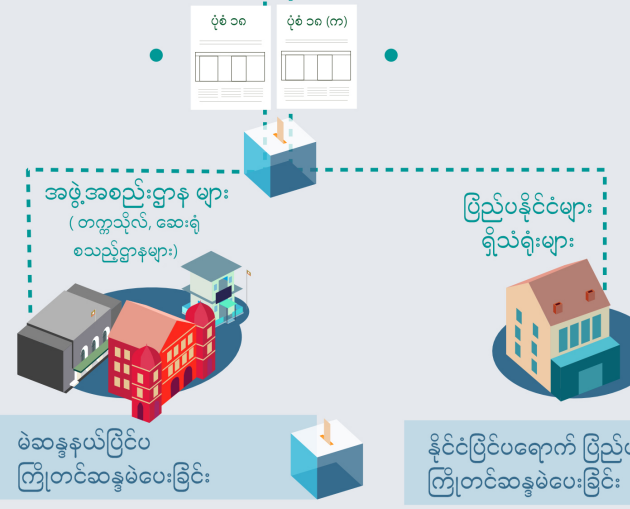 ပုံစံ ၁၈
ပုံစံ ၁၈ (က)
အဖွဲ့အစည်းဌာန များ
( တက္ကသိုလ်, ဆေးရုံ
စသည့်ဌာနများ)
ပြည်ပနိုင်ငံများ
ရှိသံရုံးများ
မဲဆန္ဒနယ်ပြင်ပ
ကြိုတင်ဆန္ဒမဲပေးခြင်း
နိုင်ငံပြင်ပရောက် ပြည်ပ
ကြိုတင်ဆန္ဒမဲပေးခြင်း